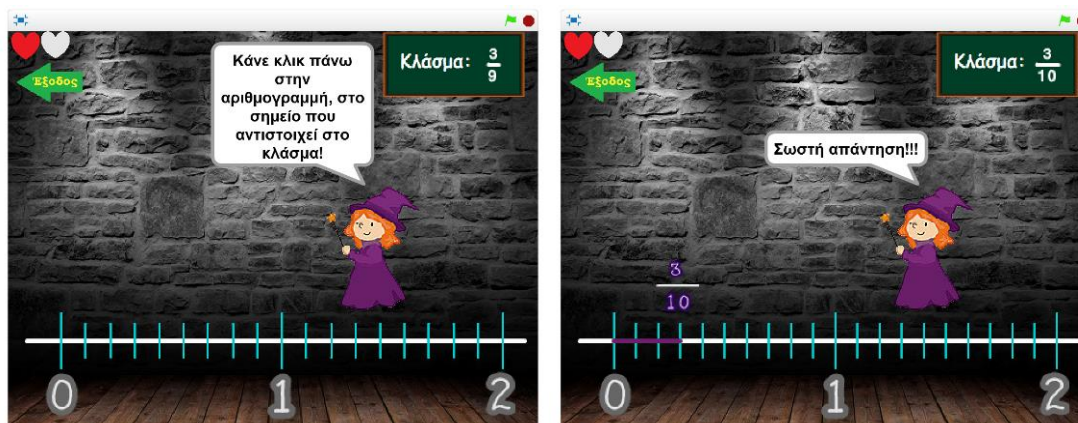 Έξοδος
Κάνε κλικ πάνω
στην
αριθμογραμμή, στο
σημείο που
αντιστοιχεί στο
κλάσμα!
Κλάσμα: 3/9
0 1 2
Έξοδος
Κλάσμα: 3/10
Σωστή απάντηση!!!
3/10
0 1 2